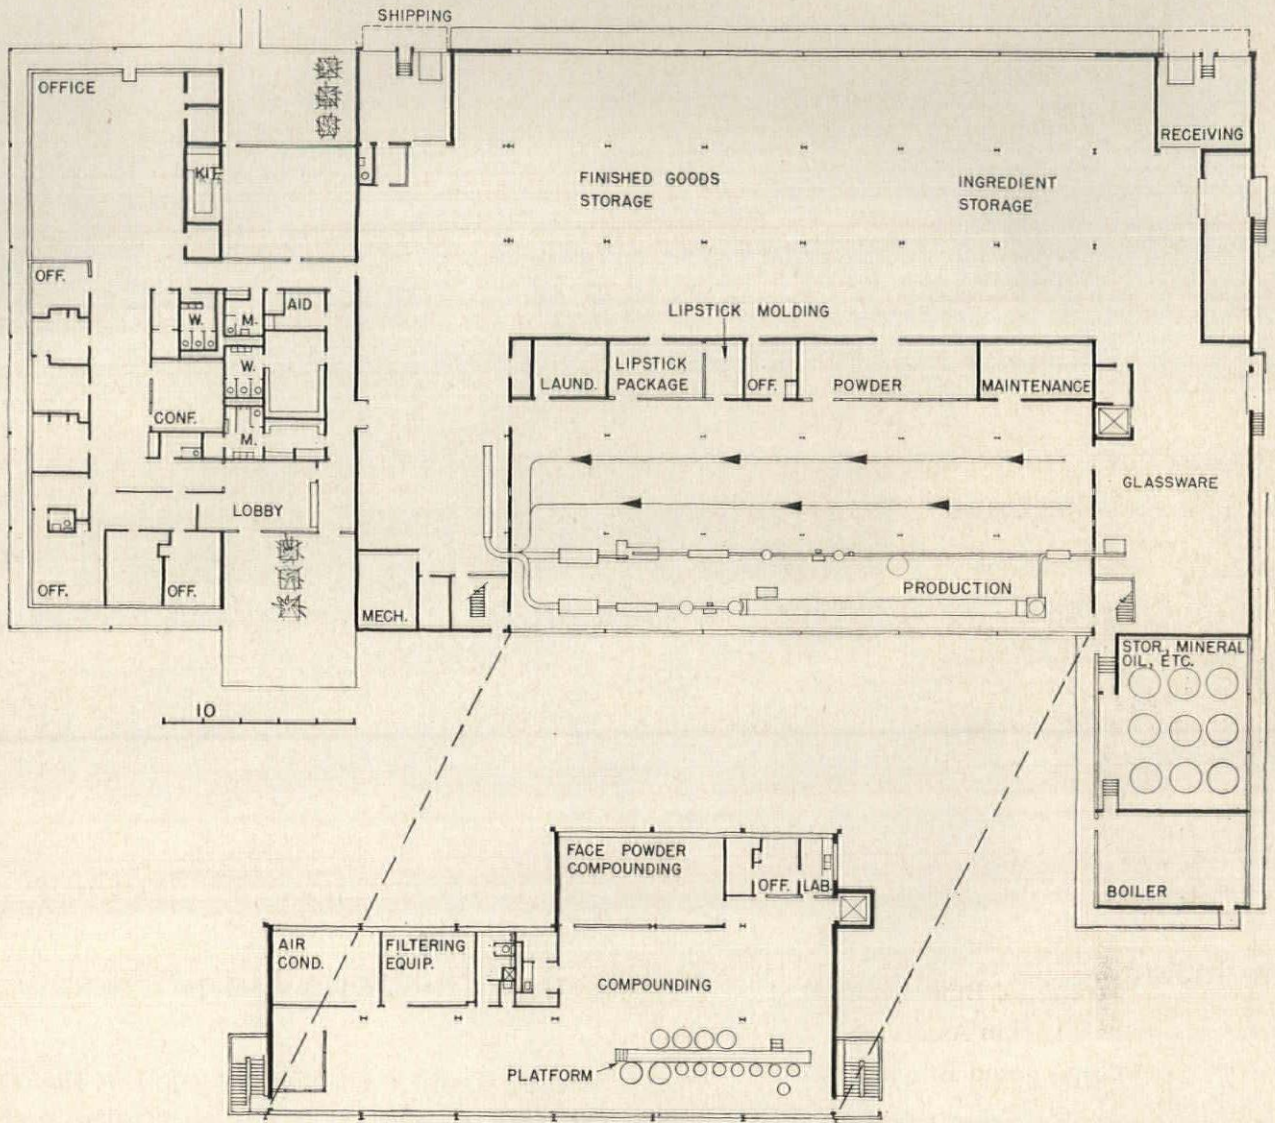 SHIPPING
OFFICE
RECEIVING
KIT.
FINISHED GOODS
STORAGE
INGREDIENT
STORAGE
OFF.
AID
W.
M.
LIPSTICK MOLDING
W.
LAUND.
LIPSTICK
PACKAGE
OFF.
POWDER
MAINTENANCE
CONF.
M.
GLASSWARE
LOBBY
OFF.
OFF.
MECH.
PRODUCTION
STOR., MINERAL
OIL, ETC.
10
FACE POWDER
COMPOUNDING
OFF.
LAB.
BOILER
AIR
COND.
FILTERING
EQUIP.
COMPOUNDING
PLATFORM